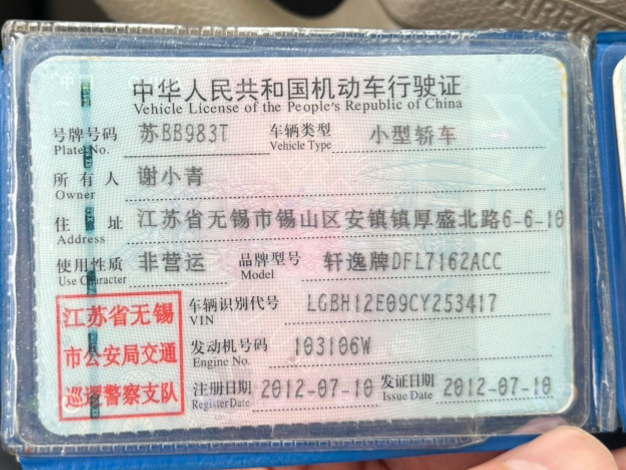 AIRBAG
中华人民共和国机动车行驶证
Vehicle License of the People's Republic of China
号牌号码 苏BB983T 车辆类型 小型轿车
Plate No. Vehicle Type
所有人 谢小青
Owner
住址 江苏省无锡市锡山区安镇镇厚盛北路6-6-10
Address
使用性质 非营运 品牌型号 轩逸牌DFL7162ACC
Use Character Model
江苏省无锡
市公安局交通
巡逻警察支队
车辆识别代号 LGBH12E09CY253417
VIN
发动机号码 103106W
Engine No.
注册日期 2012-07-10 发证日期 2012-07-10
Register Date Issue Date